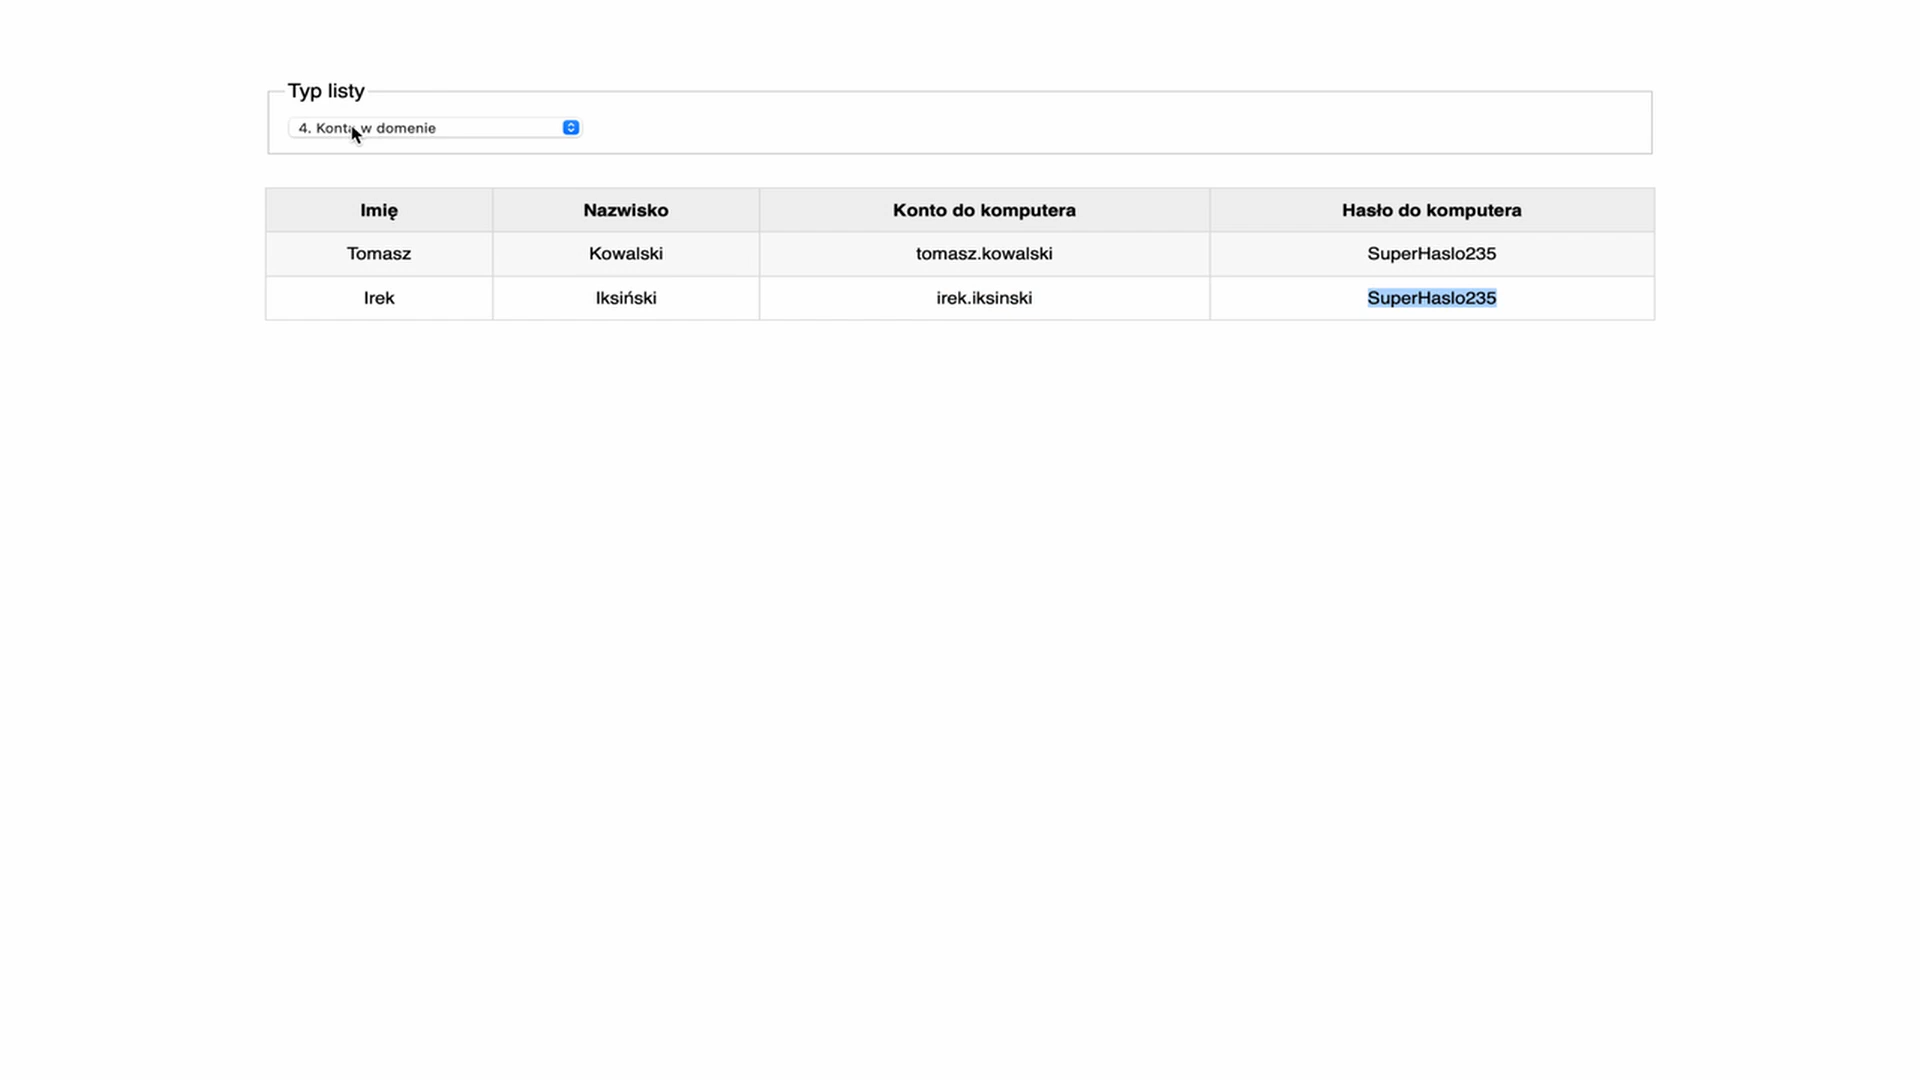 Typ listy
4. Konta w domenie
Imię Nazwisko Konto do komputera Hasło do komputera
Tomasz Kowalski tomasz.kowalski SuperHaslo235
Irek Iksiński irek.iksinski SuperHaslo235